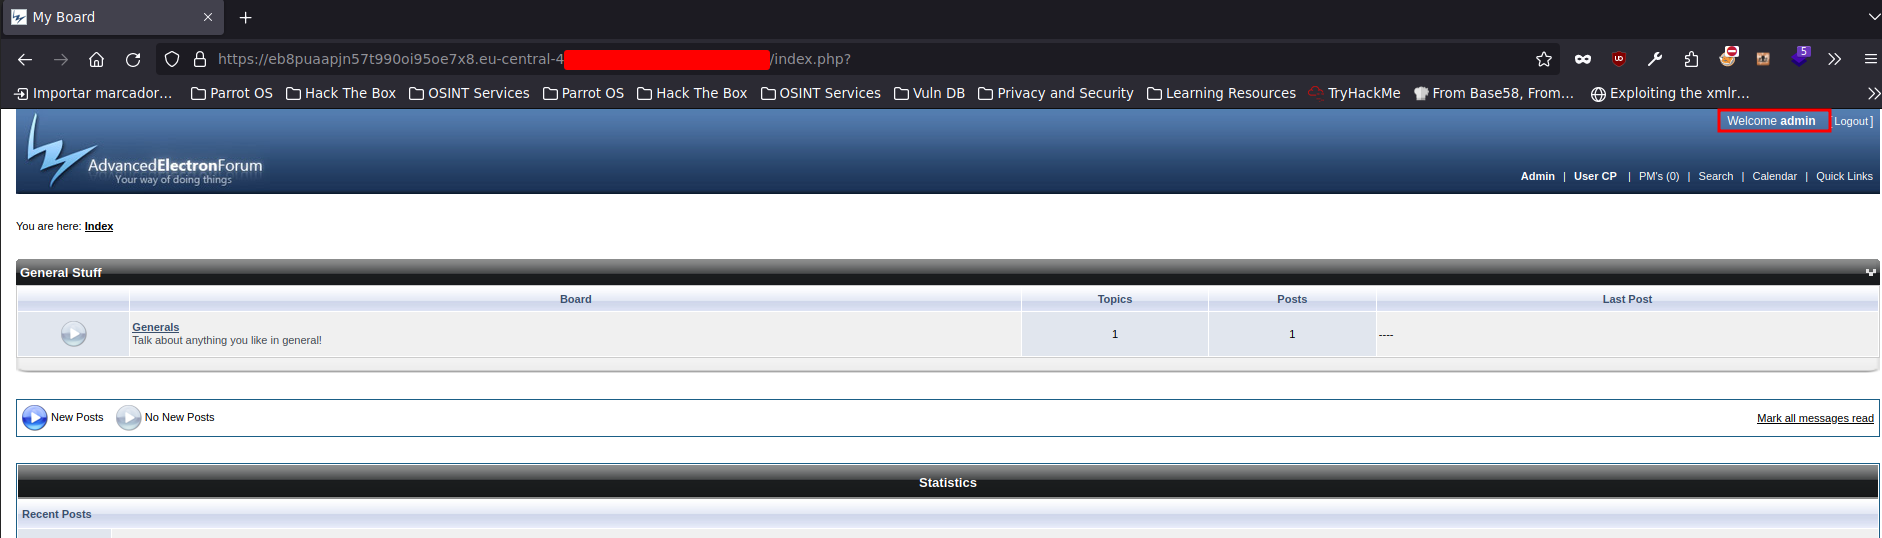 My Board
https://eb8puaapjn57t990oi95oe7x8.eu-central-4 /index.php?
5
Importar marcador… Parrot OS Hack The Box OSINT Services Parrot OS Hack The Box OSINT Services Vuln DB Privacy and Security Learning Resources TryHackMe From Base58, From… Exploiting the xmlr…
Welcome admin [Logout]
AdvancedElectronForum
Your way of doing things
Admin | User CP | PM's (0) | Search | Calendar | Quick Links
You are here: Index
General Stuff
Board Topics Posts Last Post
Generals
Talk about anything you like in general! 1 1 ----
New Posts No New Posts Mark all messages read
Statistics
Recent Posts